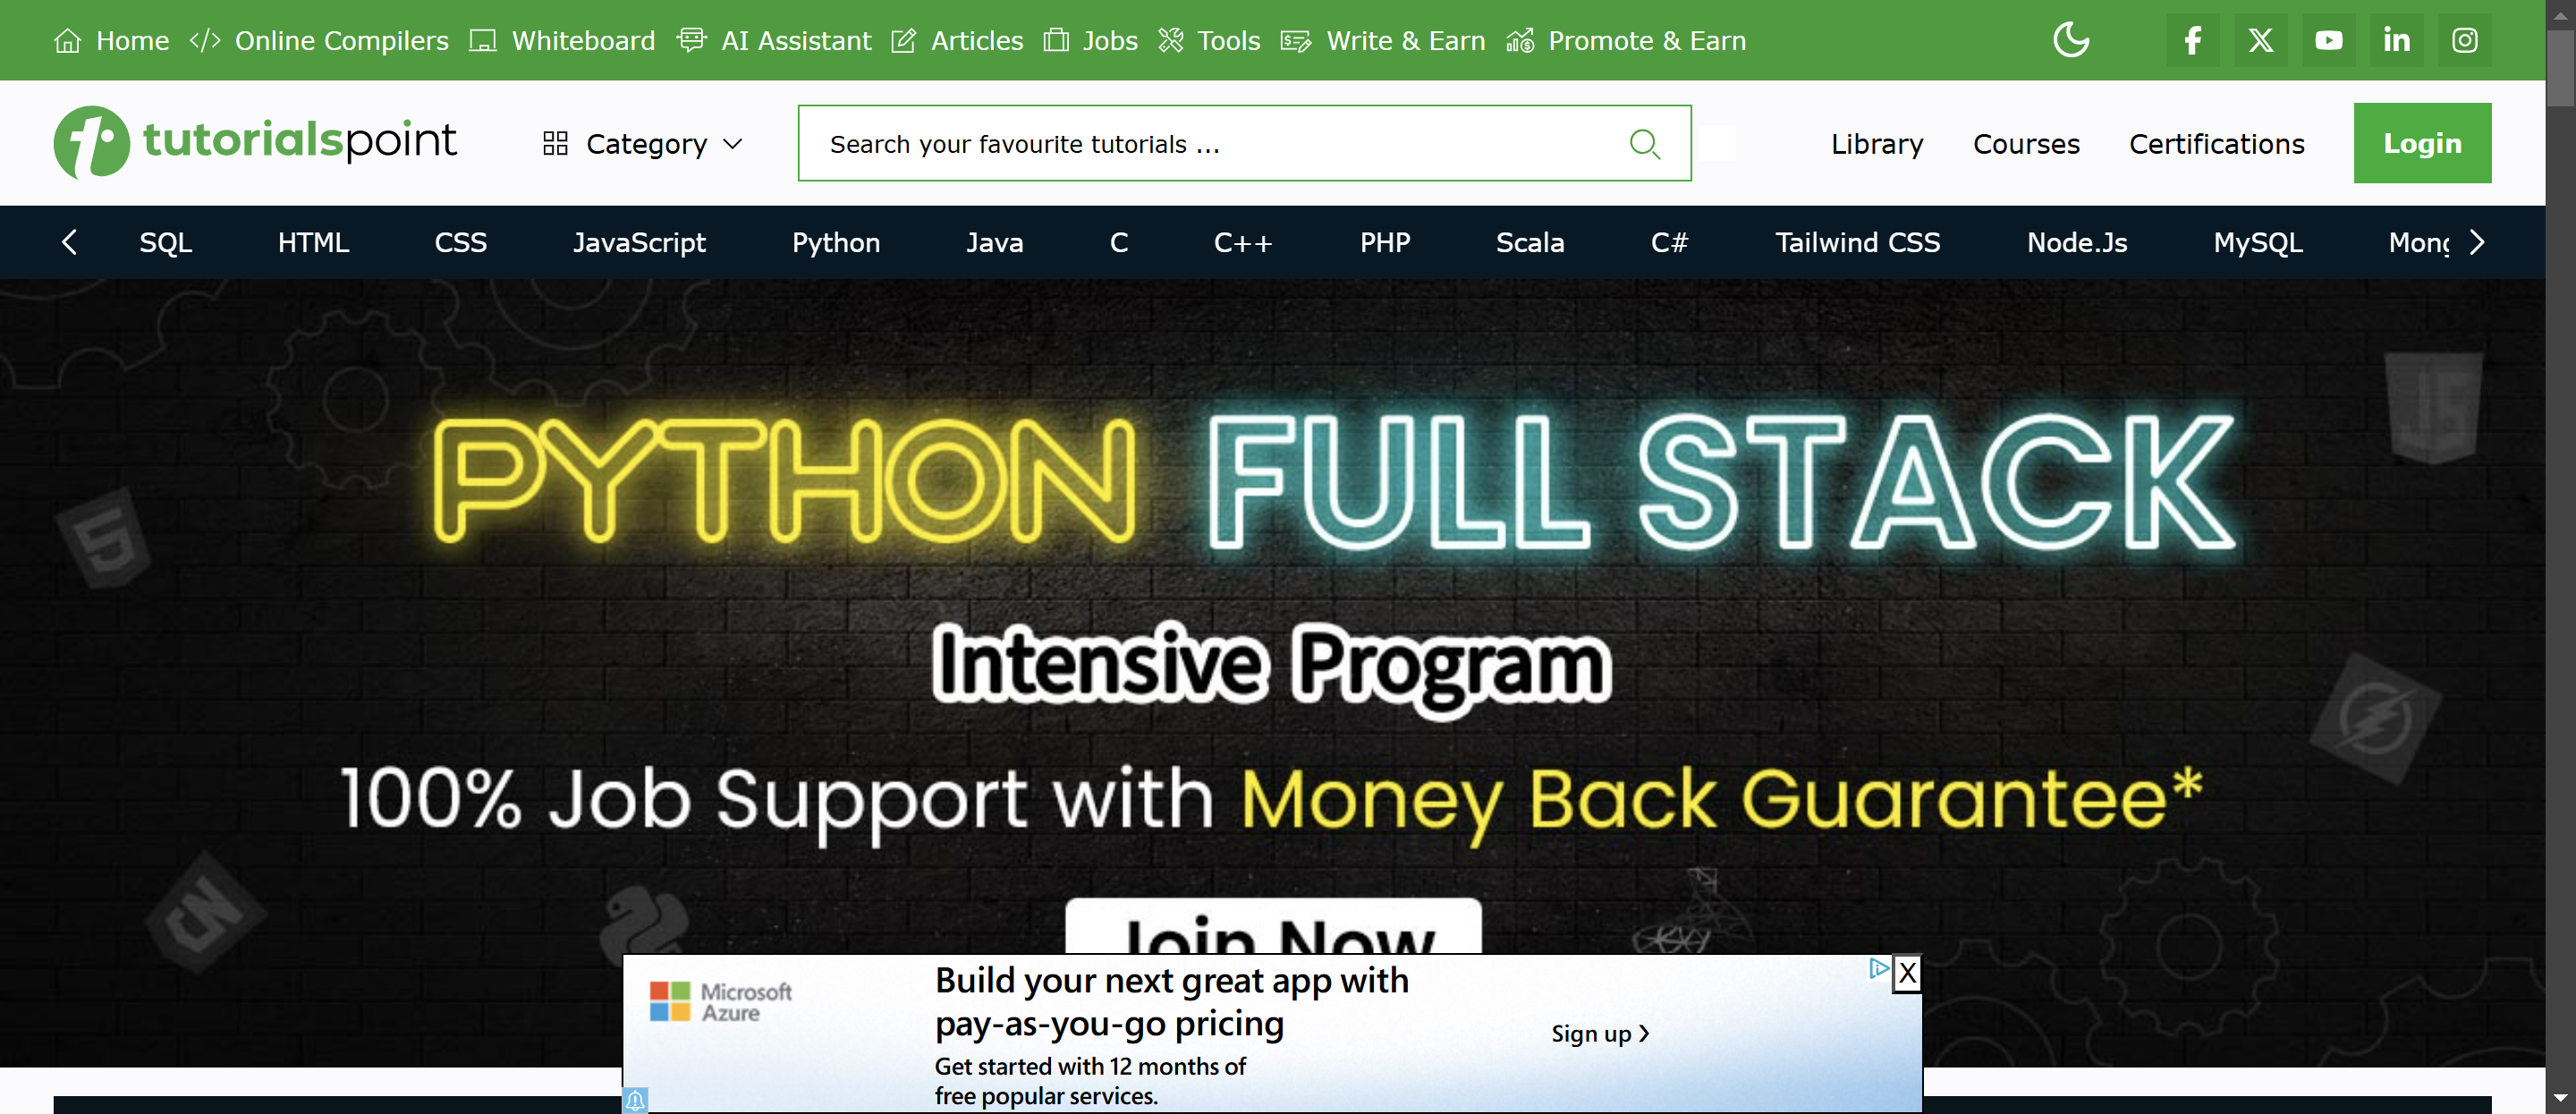 Home Online Compilers Whiteboard AI Assistant Articles Jobs Tools Write & Earn Promote & Earn
tutorialspoint Category Search your favourite tutorials ... Library Courses Certifications Login
SQL HTML CSS JavaScript Python Java C C++ PHP Scala C# Tailwind CSS Node.Js MySQL
PYTHON FULL STACK
Intensive Program
100% Job Support with Money Back Guarantee*
Join Now
Microsoft
Azure
Build your next great app with
pay-as-you-go pricing
Get started with 12 months of
free popular services.
Sign up
X